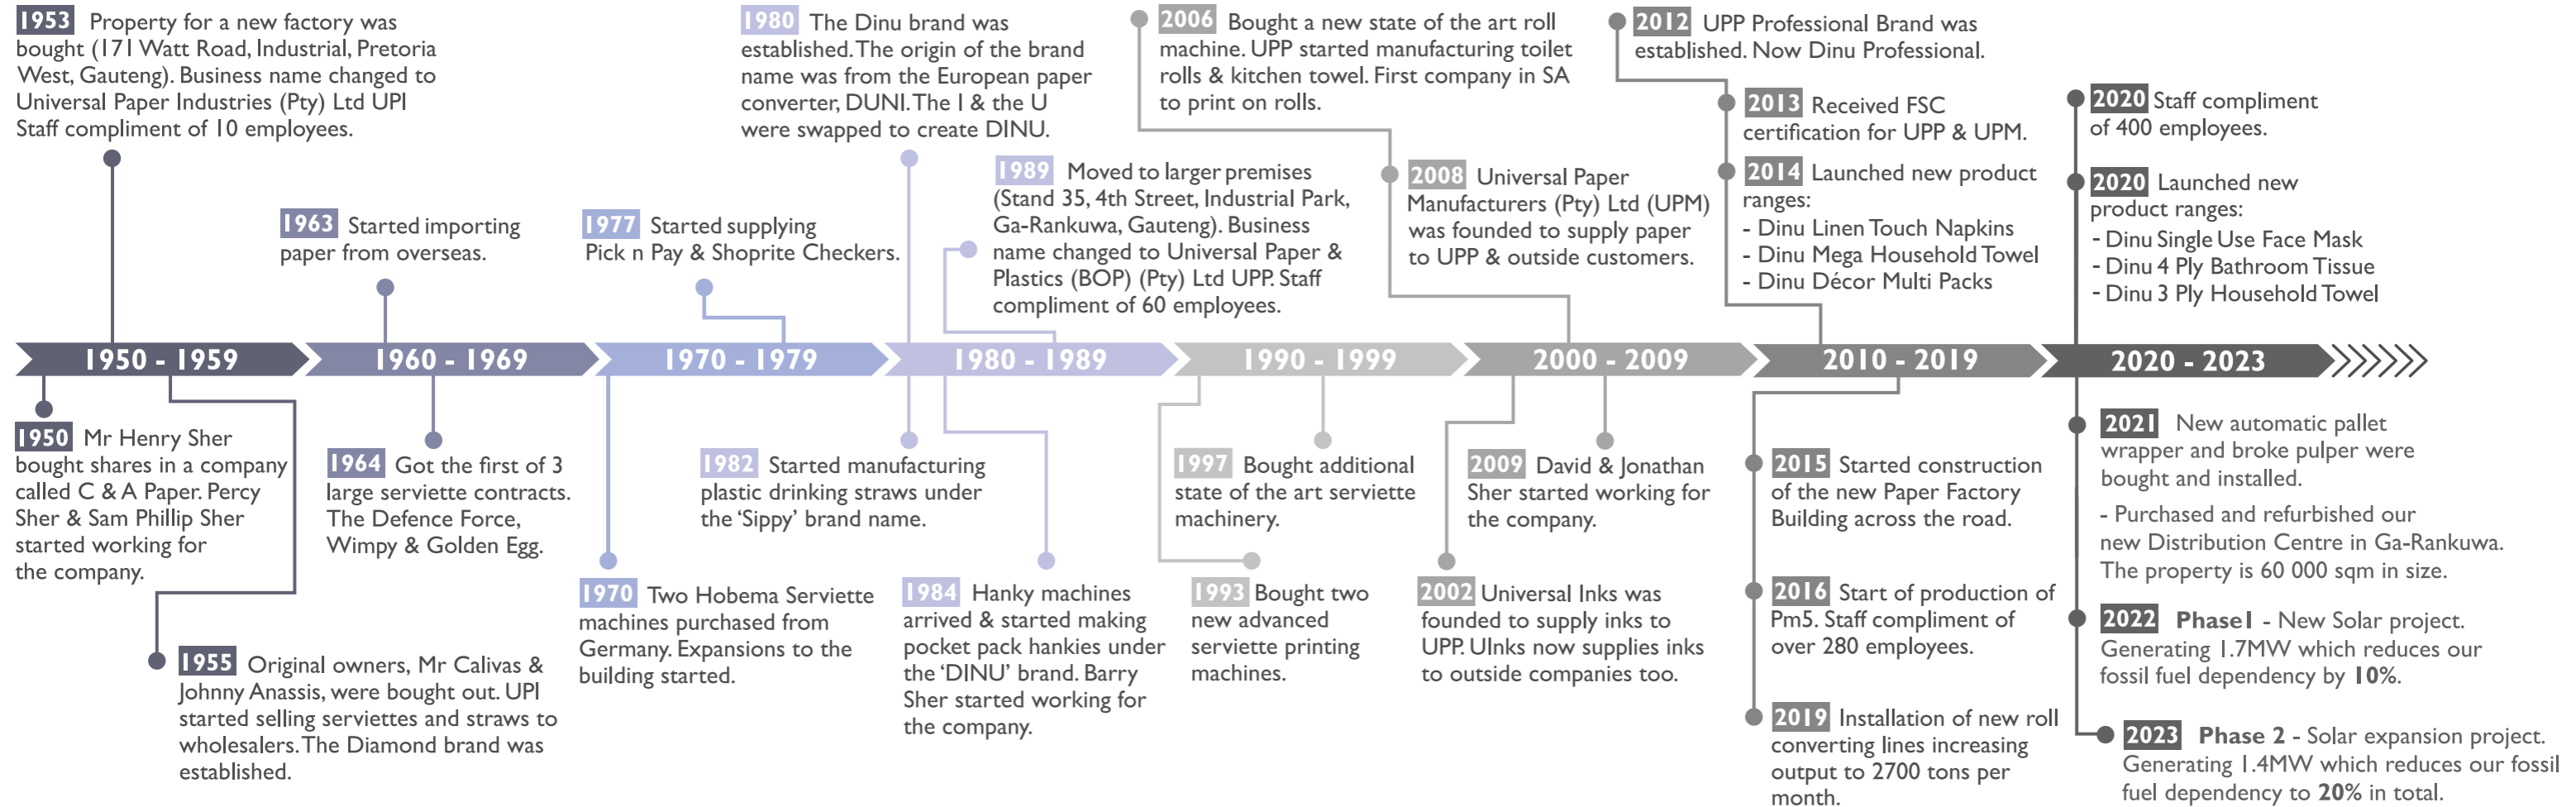 1953 Property for a new factory was
bought (171 Watt Road, Industrial, Pretoria
West, Gauteng). Business name changed to
Universal Paper Industries (Pty) Ltd UPI
Staff compliment of 10 employees.
1963 Started importing
paper from overseas.
1977 Started supplying
Pick n Pay & Shoprite Checkers.
1980 The Dinu brand was
established. The origin of the brand
name was from the European paper
converter, DUNI. The I & the U
were swapped to create DINU.
1989 Moved to larger premises
(Stand 35, 4th Street, Industrial Park,
Ga-Rankuwa, Gauteng). Business
name changed to Universal Paper &
Plastics (BOP) (Pty) Ltd UPP. Staff
compliment of 60 employees.
2006 Bought a new state of the art roll
machine. UPP started manufacturing toilet
rolls & kitchen towel. First company in SA
to print on rolls.
2008 Universal Paper
Manufacturers (Pty) Ltd (UPM)
was founded to supply paper
to UPP & outside customers.
2012 UPP Professional Brand was
established. Now Dinu Professional.
2013 Received FSC
certification for UPP & UPM.
2014 Launched new product
ranges:
- Dinu Linen Touch Napkins
- Dinu Mega Household Towel
- Dinu Décor Multi Packs
2020 Staff compliment
of 400 employees.
2020 Launched new
product ranges:
- Dinu Single Use Face Mask
- Dinu 4 Ply Bathroom Tissue
- Dinu 3 Ply Household Towel
1950 - 1959
1960 - 1969
1970 - 1979
1980 - 1989
1990 - 1999
2000 - 2009
2010 - 2019
2020 - 2023
1950 Mr Henry Sher
bought shares in a company
called C & A Paper. Percy
Sher & Sam Phillip Sher
started working for
the company.
1955 Original owners, Mr Calivas &
Johnny Anassis, were bought out. UPI
started selling serviettes and straws to
wholesalers. The Diamond brand was
established.
1964 Got the first of 3
large serviette contracts.
The Defence Force,
Wimpy & Golden Egg.
1970 Two Hobema Serviette
machines purchased from
Germany. Expansions to the
building started.
1982 Started manufacturing
plastic drinking straws under
the ‘Sippy’ brand name.
1984 Hanky machines
arrived & started making
pocket pack hankies under
the ‘DINU’ brand. Barry
Sher started working for
the company.
1997 Bought additional
state of the art serviette
machinery.
1993 Bought two
new advanced
serviette printing
machines.
2009 David & Jonathan
Sher started working for
the company.
2002 Universal Inks was
founded to supply inks to
UPP. UInks now supplies inks
to outside companies too.
2015 Started construction
of the new Paper Factory
Building across the road.
2016 Start of production of
Pm5. Staff compliment of
over 280 employees.
2019 Installation of new roll
converting lines increasing
output to 2700 tons per
month.
2021 New automatic pallet
wrapper and broke pulper were
bought and installed.
- Purchased and refurbished our
new Distribution Centre in Ga-Rankuwa.
The property is 60 000 sqm in size.
2022 Phase1 - New Solar project.
Generating 1.7MW which reduces our
fossil fuel dependency by 10%.
2023 Phase 2 - Solar expansion project.
Generating 1.4MW which reduces our fossil
fuel dependency to 20% in total.